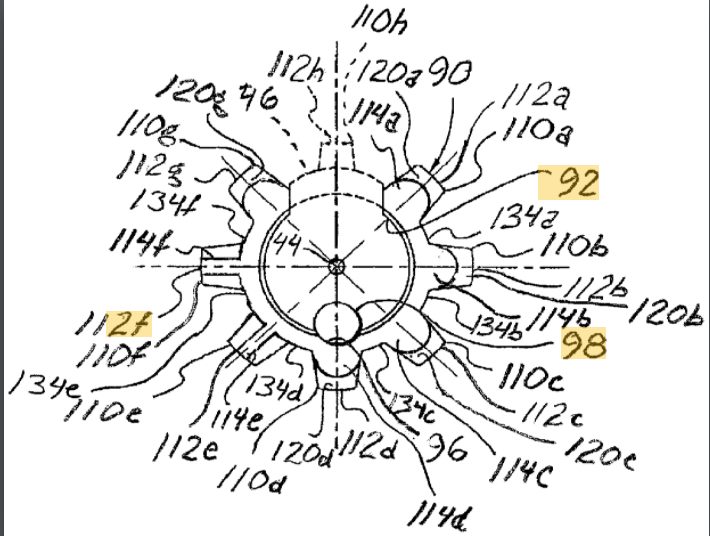 110h
112h 120a 90
120g 46 114a 112a
110g 110a
112g 92
134f 134a
114f 44 110b
112f 112b
110f 134b 114b 120b
98
134e 110c
110e 134d 134c 112c
114e
112e 120d 112d 96 120c
110d 114c
114d